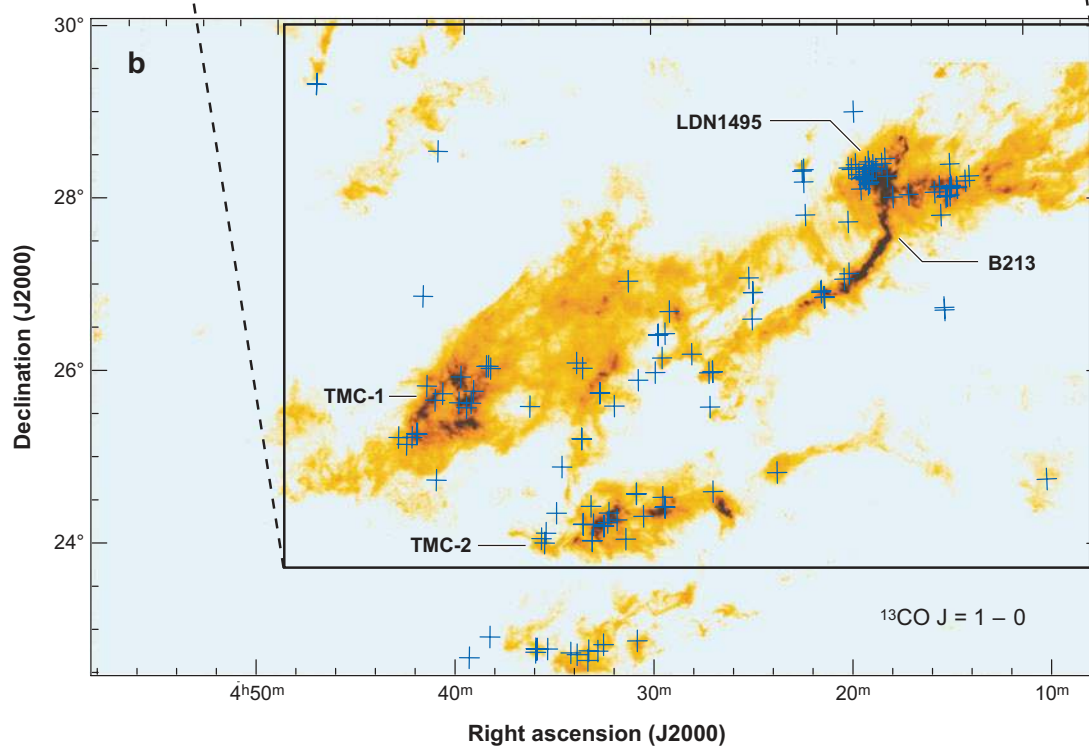 30°
b
LDN1495
28°
B213
Declination (J2000)
26°
TMC-1
24°
TMC-2
¹³CO J = 1 – 0
4ʰ50ᵐ
40ᵐ
30ᵐ
20ᵐ
10ᵐ
Right ascension (J2000)